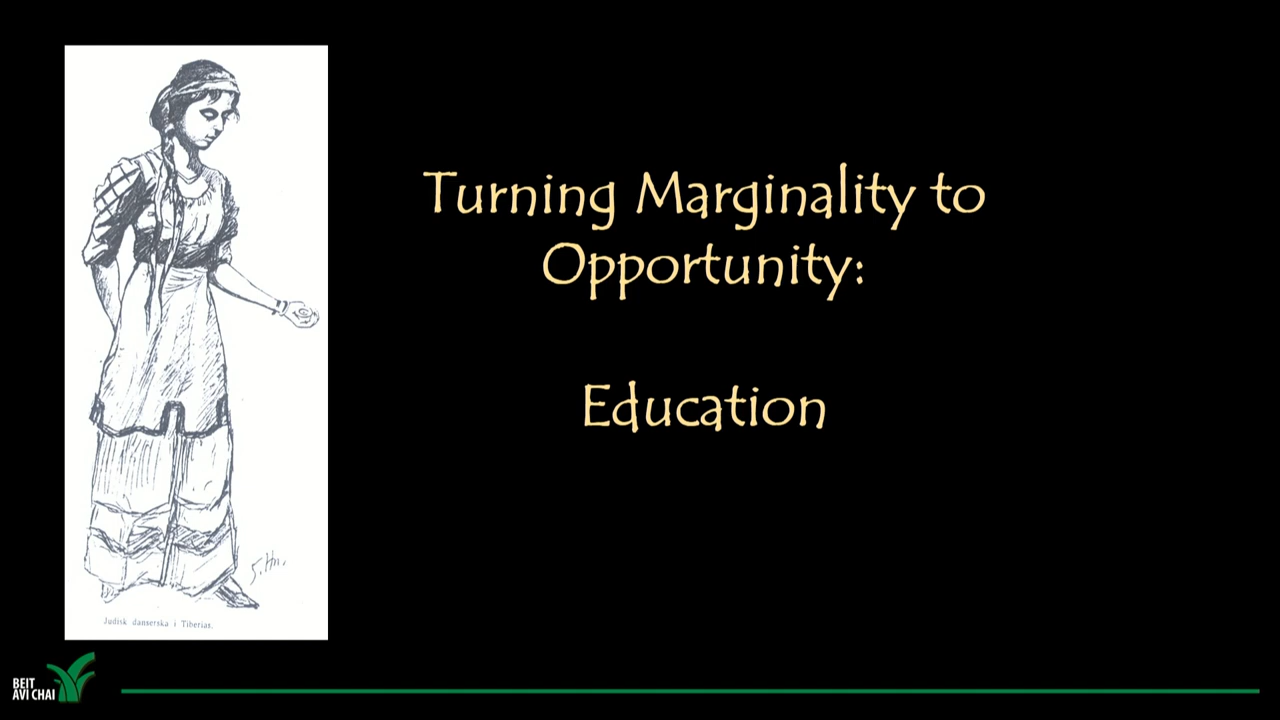 Turning Marginality to
Opportunity:
Education
Judisk danserska i Tiberias.
BEIT
AVI CHAI